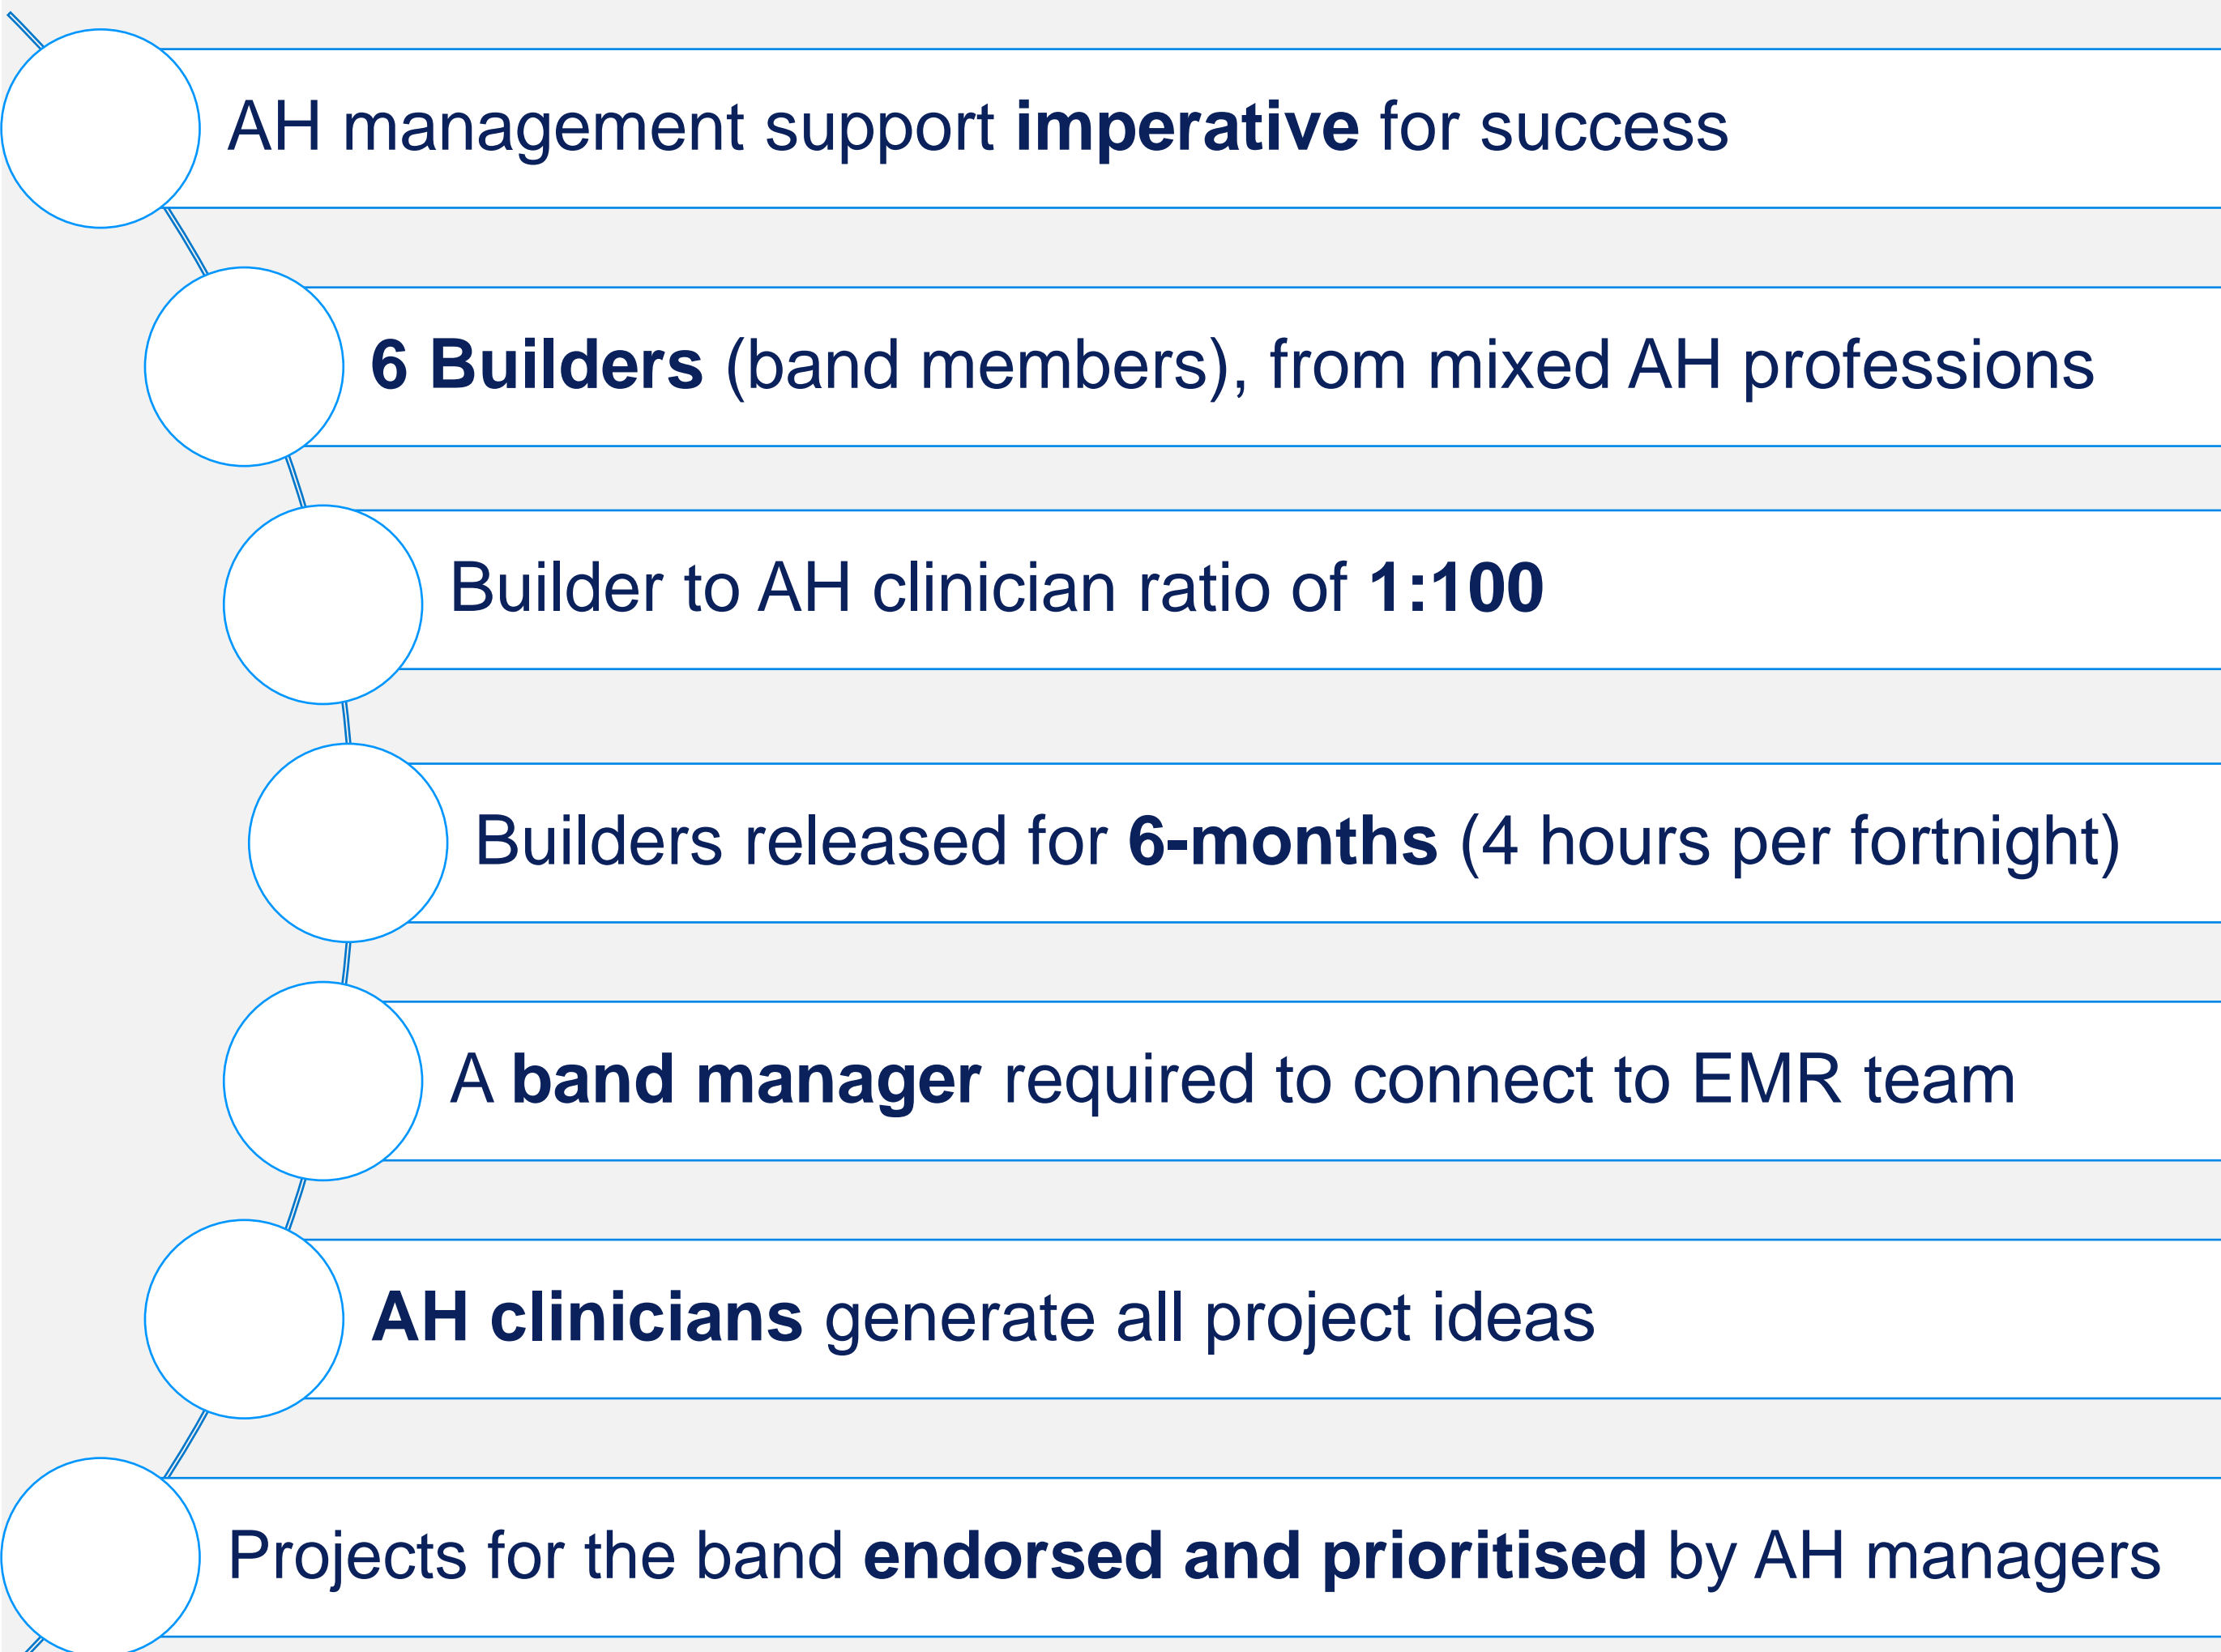 AH management support imperative for success
6 Builders (band members), from mixed AH professions
Builder to AH clinician ratio of 1:100
Builders released for 6-months (4 hours per fortnight)
A band manager required to connect to EMR team
AH clinicians generate all project ideas
Projects for the band endorsed and prioritised by AH managers